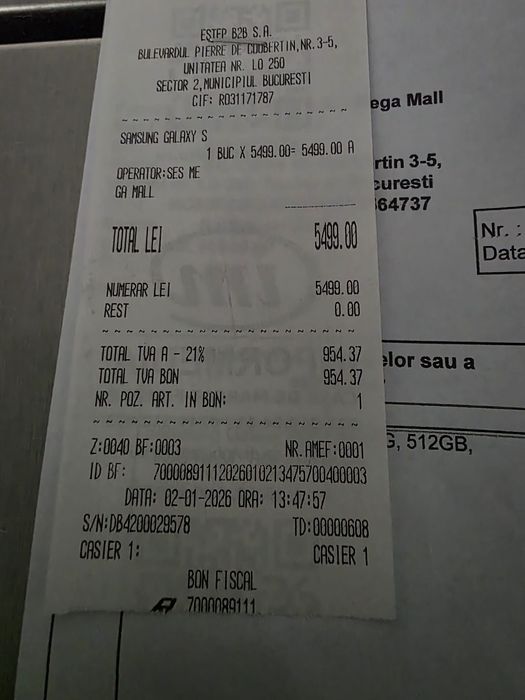 ESTEP B2B S.A.
BULEVARDUL PIERRE DE COUBERTIN,NR.3-5,
UNITATEA NR. LO 250
SECTOR 2,MUNICIPIUL BUCURESTI
CIF: RO31171787
SAMSUNG GALAXY S
1 BUC X 5499.00= 5499.00 A
OPERATOR:SES ME
GA MALL
TOTAL LEI 5499.00
NUMERAR LEI 5499.00
REST 0.00
TOTAL TVA A - 21% 954.37
TOTAL TVA BON 954.37
NR. POZ. ART. IN BON: 1
Z:0040 BF:0003 NR.AMEF:0001
ID BF: 70000891112026010213475700400003
DATA: 02-01-2026 ORA: 13:47:57
S/N:DB4200029578 TD:00000608
CASIER 1: CASIER 1
BON FISCAL
7000089111
ega Mall
rtin 3-5,
curesti
64737
Nr. :
Data
elor sau a
G, 512GB,